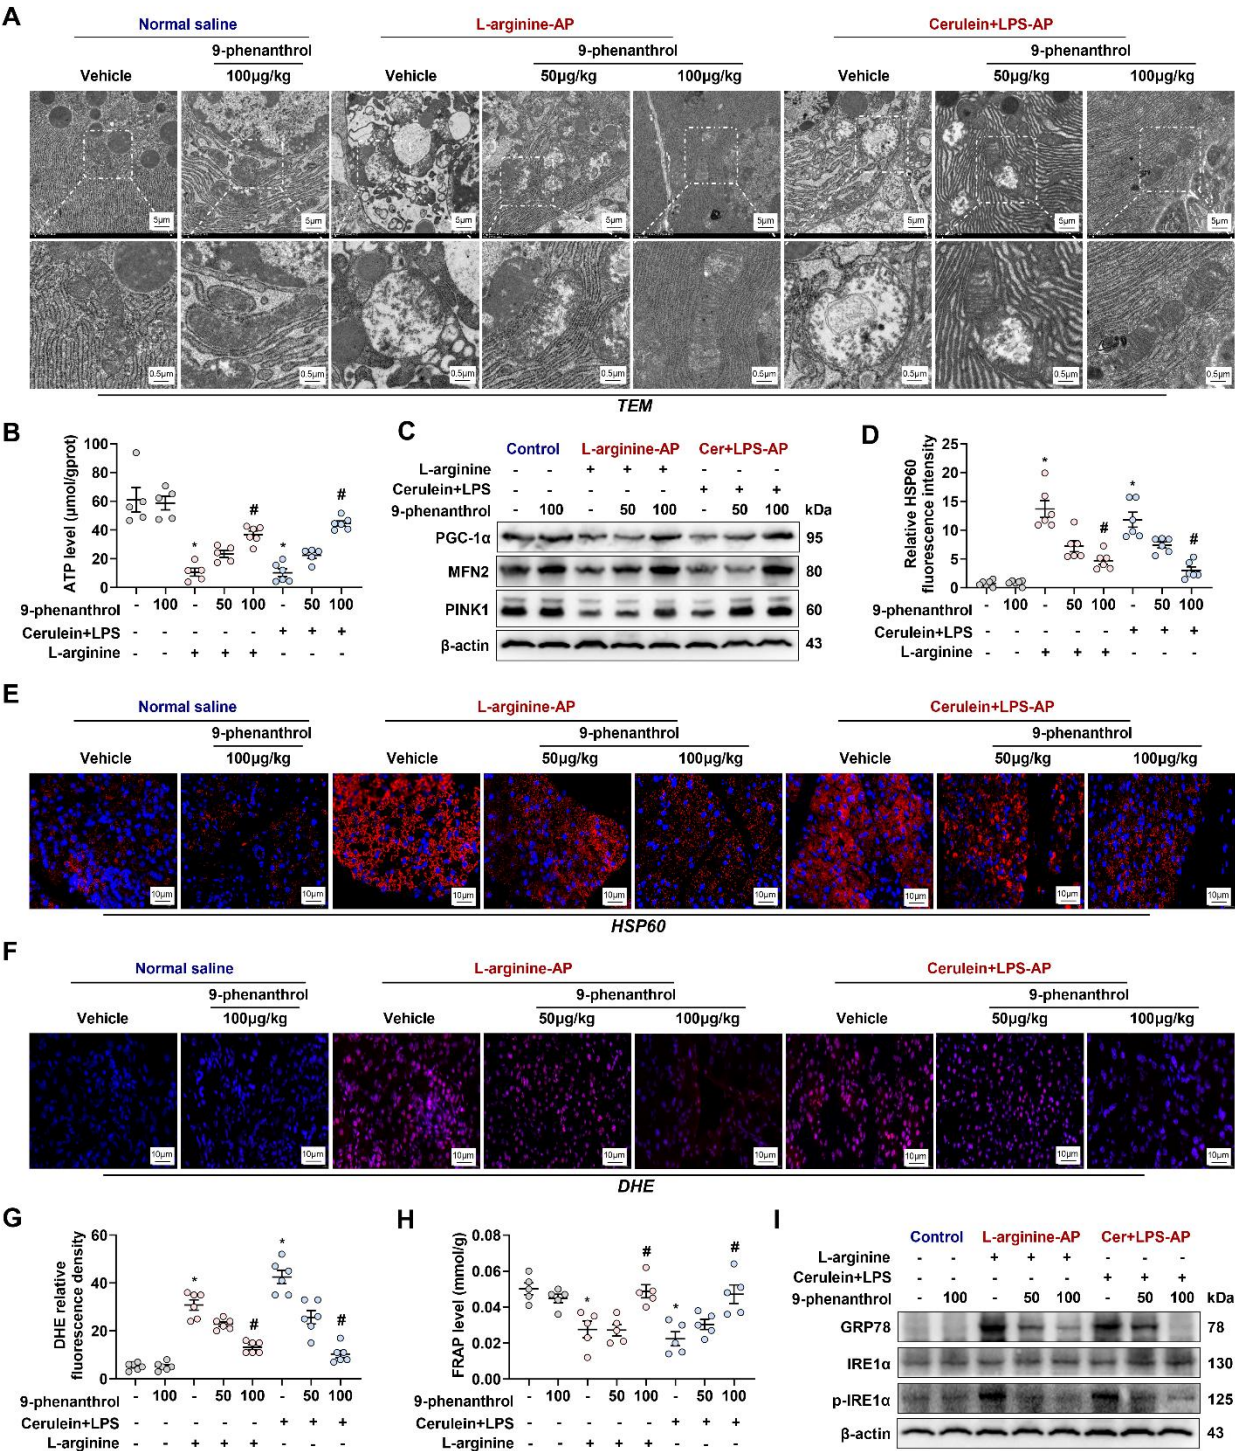 A
Normal saline L-arginine-AP Cerulein+LPS-AP
9-phenanthrol 9-phenanthrol 9-phenanthrol
Vehicle 100μg/kg Vehicle 50μg/kg 100μg/kg Vehicle 50μg/kg 100μg/kg
5μm 5μm 5μm 5μm 5μm 5μm 5μm 5μm
0.5μm 0.5μm 0.5μm 0.5μm 0.5μm 0.5μm 0.5μm 0.5μm
TEM
B
ATP level (μmol/gprot)
100
80
60
40
20
0
* # * #
9-phenanthrol - 100 - 50 100 - 50 100
Cerulein+LPS - - - - - + + +
L-arginine - - + + + - - -
C
Control L-arginine-AP Cer+LPS-AP
L-arginine - - + + + - - -
Cerulein+LPS - - - - - + + +
9-phenanthrol - 100 - 50 100 - 50 100 kDa
PGC-1α 95
MFN2 80
PINK1 60
β-actin 43
D
Relative HSP60
fluorescence intensity
25
20
15
10
5
0
* # * #
9-phenanthrol - 100 - 50 100 - 50 100
Cerulein+LPS - - - - - + + +
L-arginine - - + + + - - -
E
Normal saline L-arginine-AP Cerulein+LPS-AP
9-phenanthrol 9-phenanthrol 9-phenanthrol
Vehicle 100μg/kg Vehicle 50μg/kg 100μg/kg Vehicle 50μg/kg 100μg/kg
10μm 10μm 10μm 10μm 10μm 10μm 10μm 10μm
HSP60
F
Normal saline L-arginine-AP Cerulein+LPS-AP
9-phenanthrol 9-phenanthrol 9-phenanthrol
Vehicle 100μg/kg Vehicle 50μg/kg 100μg/kg Vehicle 50μg/kg 100μg/kg
10μm 10μm 10μm 10μm 10μm 10μm 10μm 10μm
DHE
G
DHE relative
fluorescence density
60
40
20
0
* # * #
9-phenanthrol - 100 - 50 100 - 50 100
Cerulein+LPS - - - - - + + +
L-arginine - - + + + - - -
H
FRAP level (mmol/g)
0.08
0.06
0.04
0.02
0.00
* # * #
9-phenanthrol - 100 - 50 100 - 50 100
Cerulein+LPS - - - - - + + +
L-arginine - - + + + - - -
I
Control L-arginine-AP Cer+LPS-AP
L-arginine - - + + + - - -
Cerulein+LPS - - - - - + + +
9-phenanthrol - 100 - 50 100 - 50 100 kDa
GRP78 78
IRE1α 130
p-IRE1α 125
β-actin 43